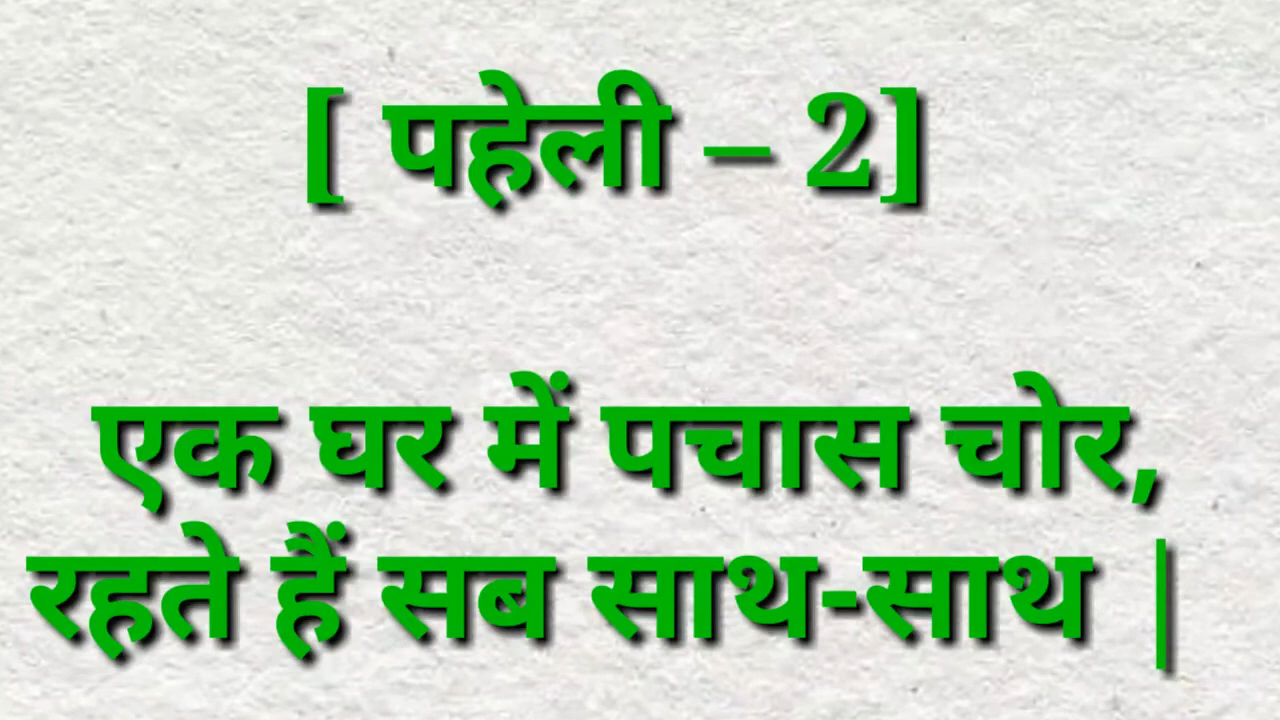 [ पहेली – 2]
एक घर में पचास चोर,
रहते हैं सब साथ-साथ |